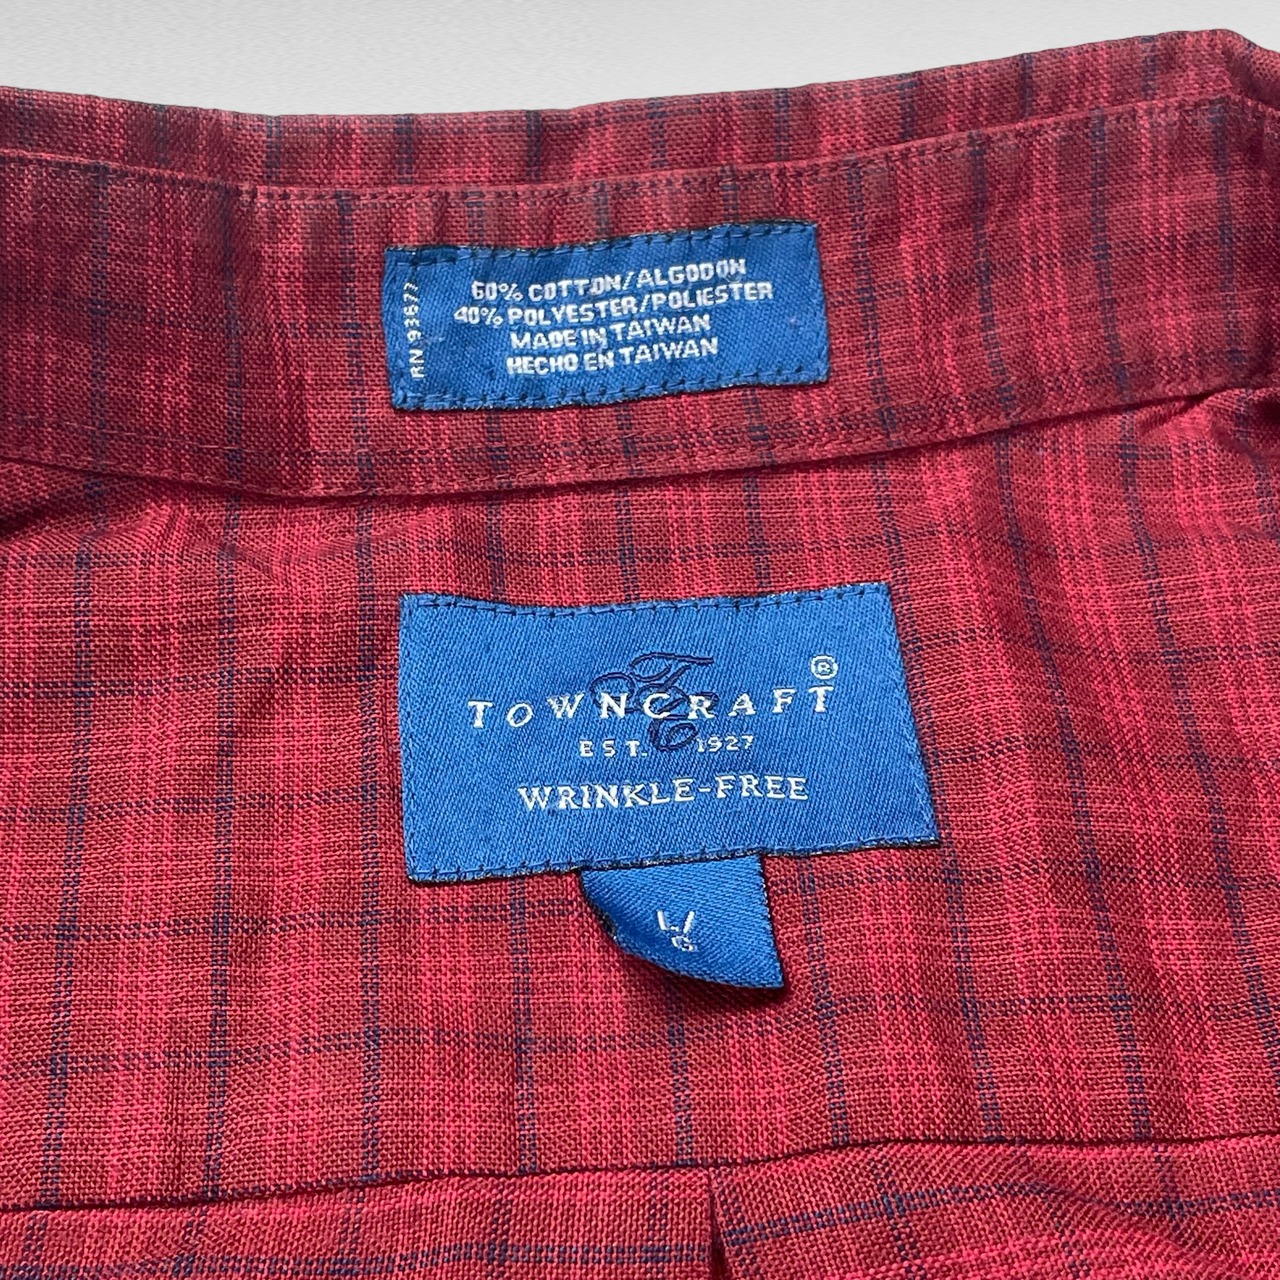 60% COTTON/ALGODON
40% POLYESTER/POLIESTER
MADE IN TAIWAN
HECHO EN TAIWAN
RN 93677
TC
TOWNCRAFT®
EST. 1927
WRINKLE-FREE
L/G